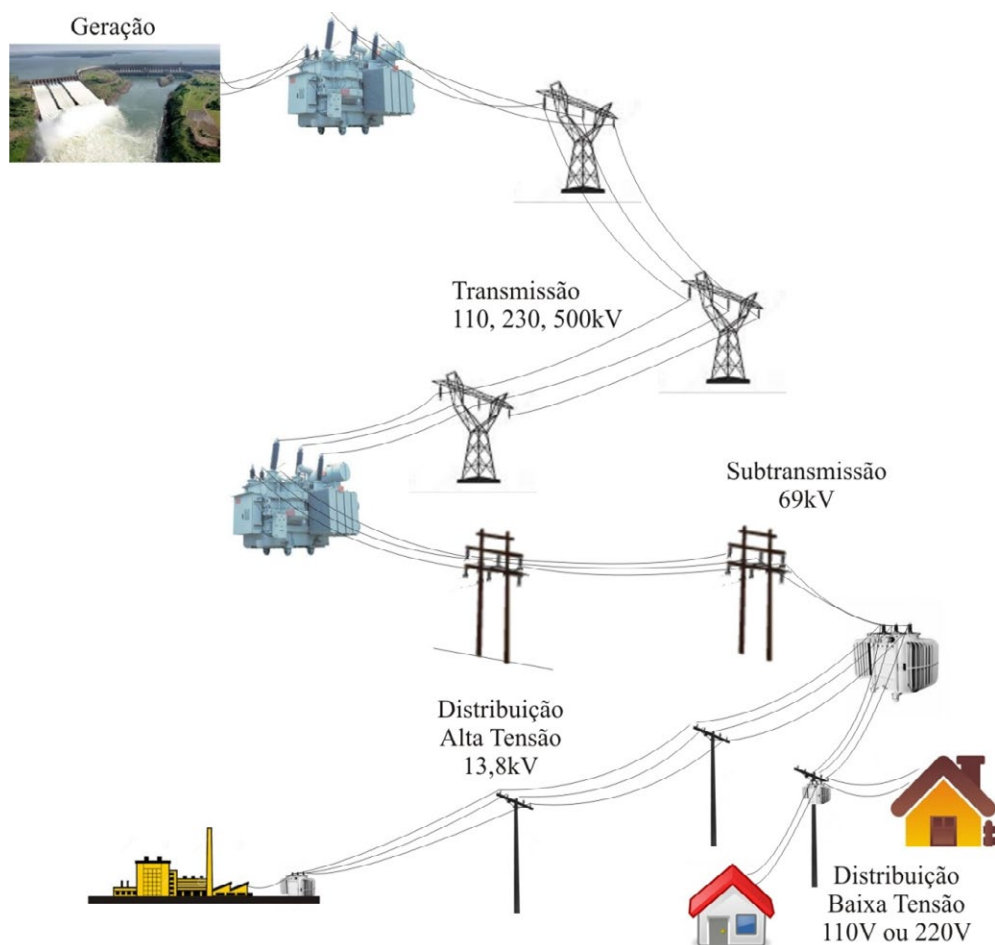 Geração
Transmissão
110, 230, 500kV
Subtransmissão
69kV
Distribuição
Alta Tensão
13,8kV
Distribuição
Baixa Tensão
110V ou 220V